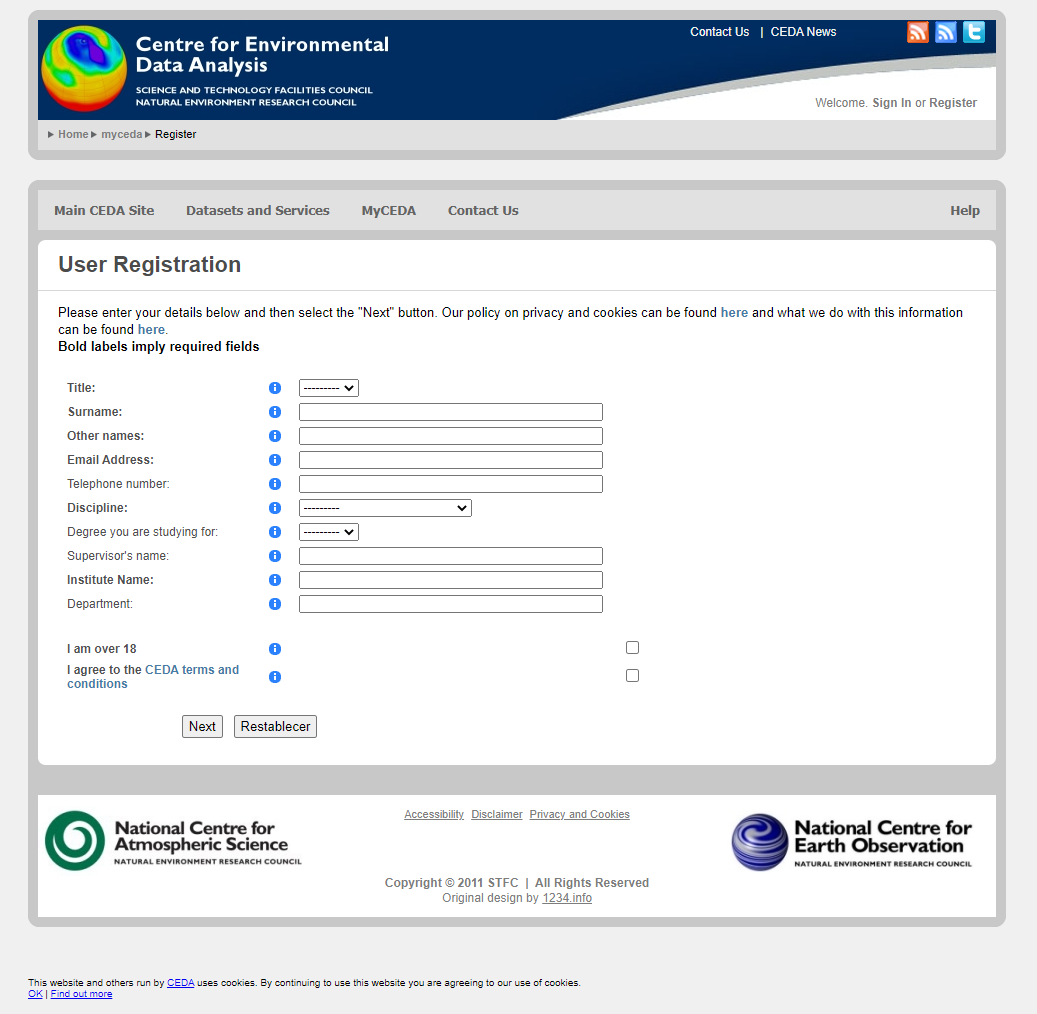 Centre for Environmental
Data Analysis
SCIENCE AND TECHNOLOGY FACILITIES COUNCIL
NATURAL ENVIRONMENT RESEARCH COUNCIL
Contact Us | CEDA News
Welcome. Sign In or Register
Home myceda Register
Main CEDA Site Datasets and Services MyCEDA Contact Us Help
User Registration
Please enter your details below and then select the "Next" button. Our policy on privacy and cookies can be found here and what we do with this information
can be found here.
Bold labels imply required fields
Title: ---------
Surname:
Other names:
Email Address:
Telephone number:
Discipline: ---------
Degree you are studying for: ---------
Supervisor's name:
Institute Name:
Department:
I am over 18
I agree to the CEDA terms and
conditions
Next Restablecer
National Centre for
Atmospheric Science
NATURAL ENVIRONMENT RESEARCH COUNCIL
Accessibility Disclaimer Privacy and Cookies
National Centre for
Earth Observation
NATURAL ENVIRONMENT RESEARCH COUNCIL
Copyright © 2011 STFC | All Rights Reserved
Original design by 1234.info
This website and others run by CEDA uses cookies. By continuing to use this website you are agreeing to our use of cookies.
OK | Find out more